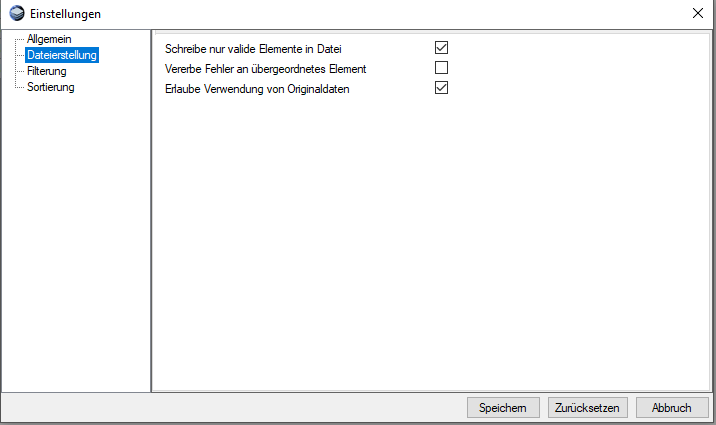 Einstellungen
Allgemein
Dateierstellung
Filterung
Sortierung
Schreibe nur valide Elemente in Datei
Vererbe Fehler an übergeordnetes Element
Erlaube Verwendung von Originaldaten
Speichern
Zurücksetzen
Abbruch